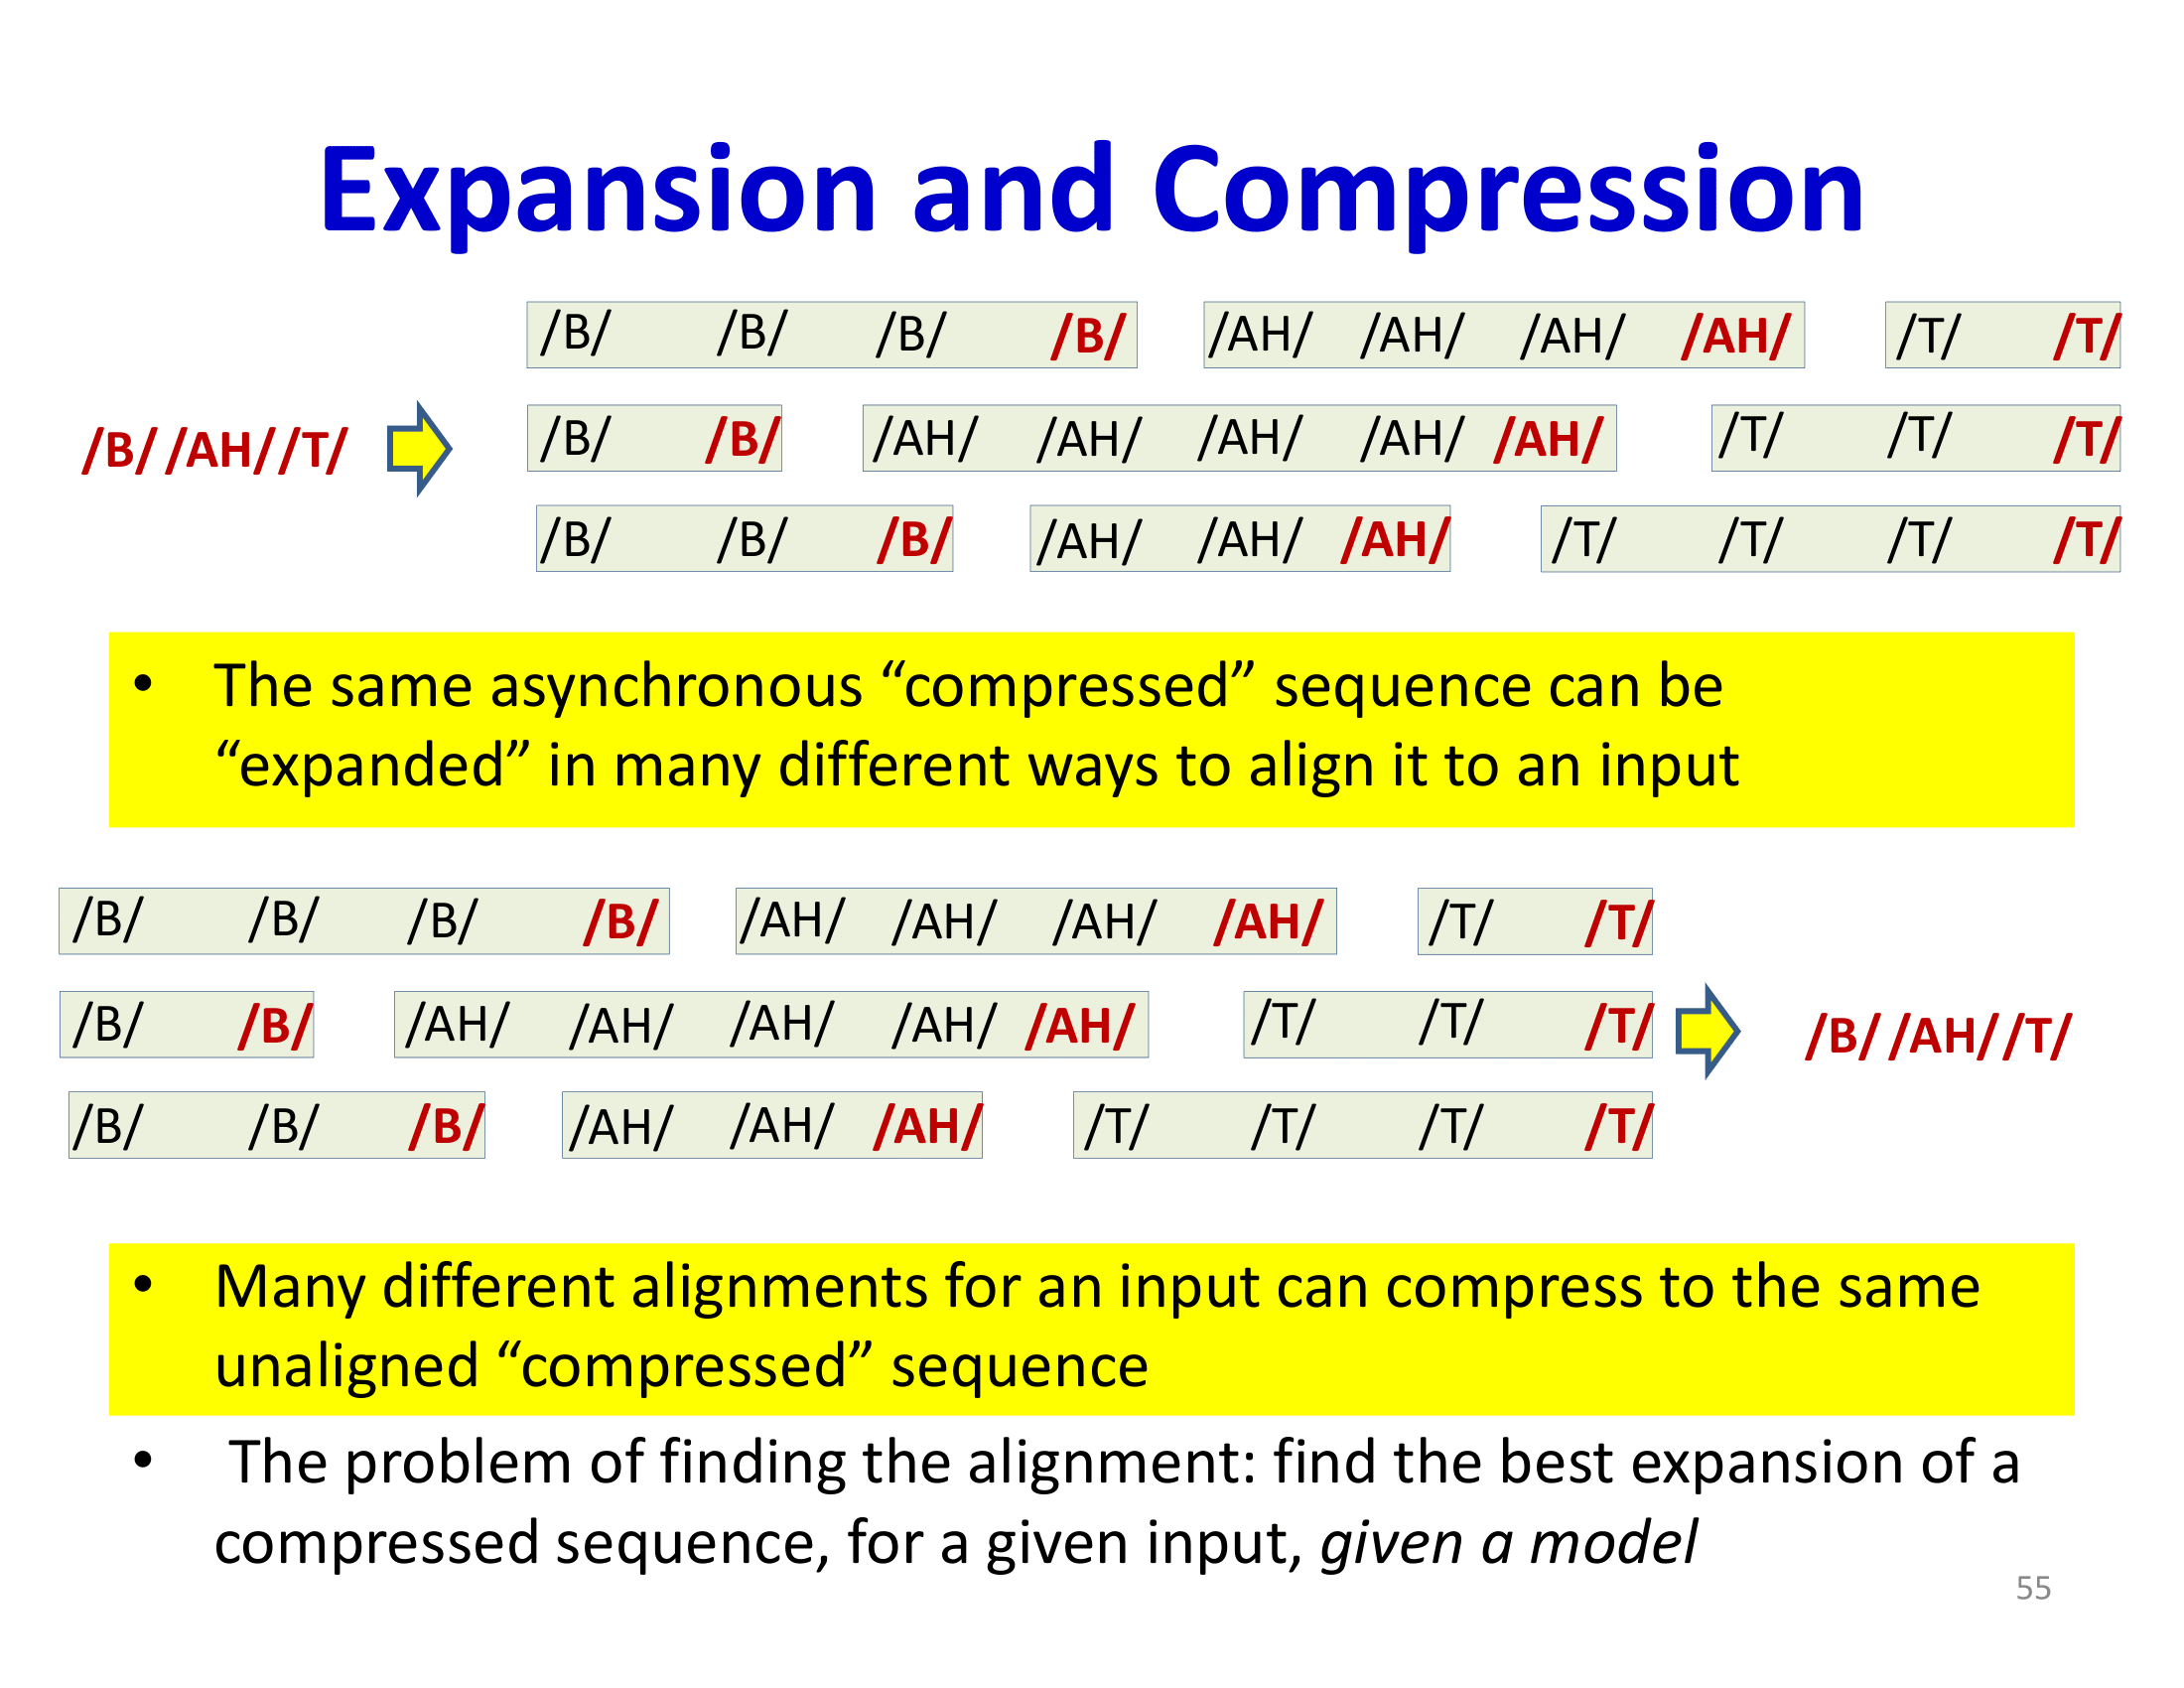 Expansion and Compression
/B/ /B/ /B/ /B/ /AH/ /AH/ /AH/ /AH/ /T/ /T/
/B/ /B/ /AH/ /AH/ /AH/ /AH/ /AH/ /T/ /T/ /T/
/B/ /AH/ /T/
/B/ /B/ /B/ /AH/ /AH/ /AH/ /T/ /T/ /T/ /T/
• The same asynchronous “compressed” sequence can be
“expanded” in many different ways to align it to an input
/B/ /B/ /B/ /B/ /AH/ /AH/ /AH/ /AH/ /T/ /T/
/B/ /B/ /AH/ /AH/ /AH/ /AH/ /AH/ /T/ /T/ /T/
/B/ /AH/ /T/
/B/ /B/ /B/ /AH/ /AH/ /AH/ /T/ /T/ /T/ /T/
• Many different alignments for an input can compress to the same
unaligned “compressed” sequence
• The problem of finding the alignment: find the best expansion of a
compressed sequence, for a given input, given a model
55